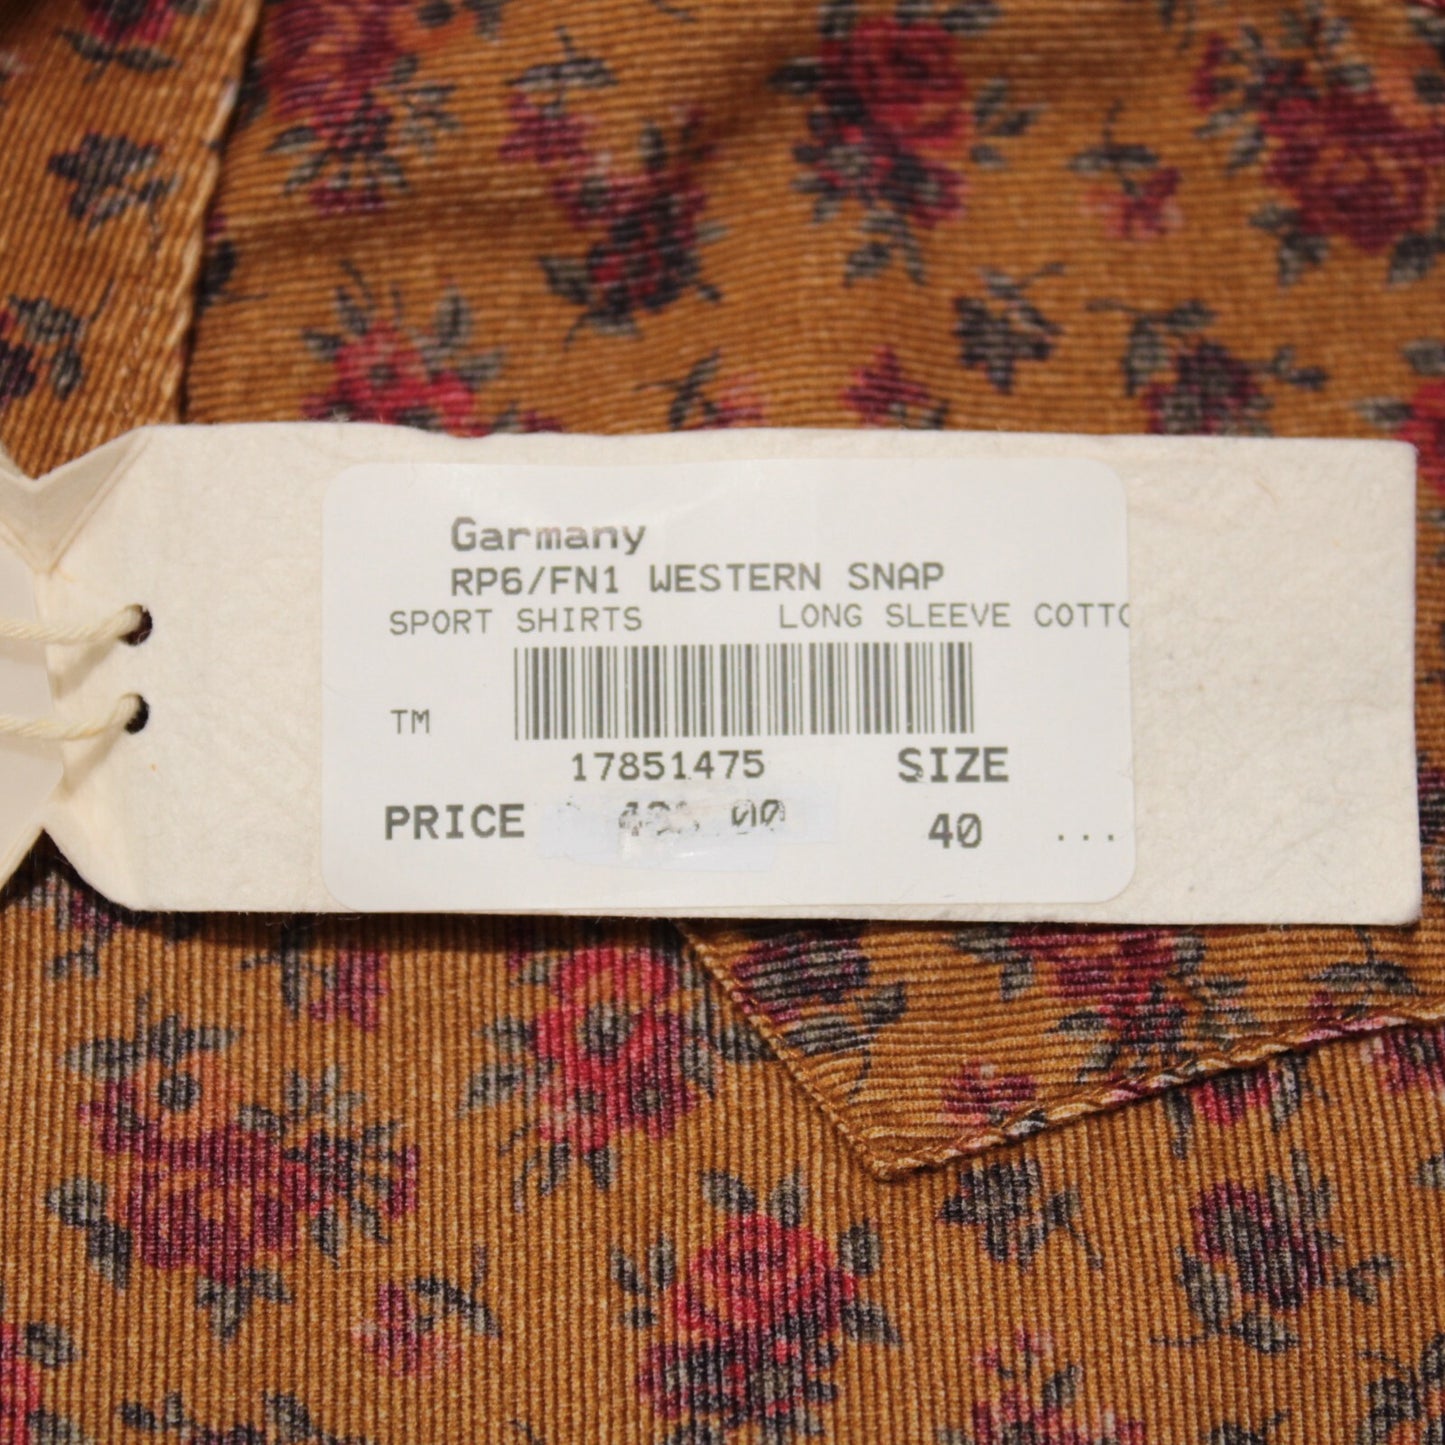 Garmany
RP6/FN1 WESTERN SNAP
SPORT SHIRTS LONG SLEEVE COTTO
TM
17851475 SIZE
PRICE 40 ...